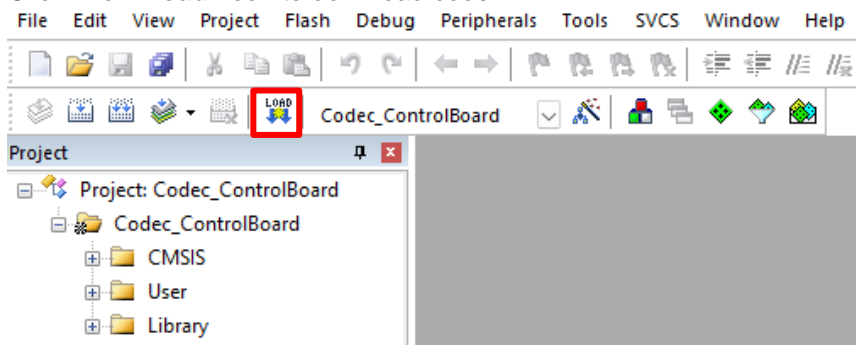 File Edit View Project Flash Debug Peripherals Tools SVCS Window Help
LOAD Codec_ControlBoard
Project
Project: Codec_ControlBoard
Codec_ControlBoard
CMSIS
User
Library